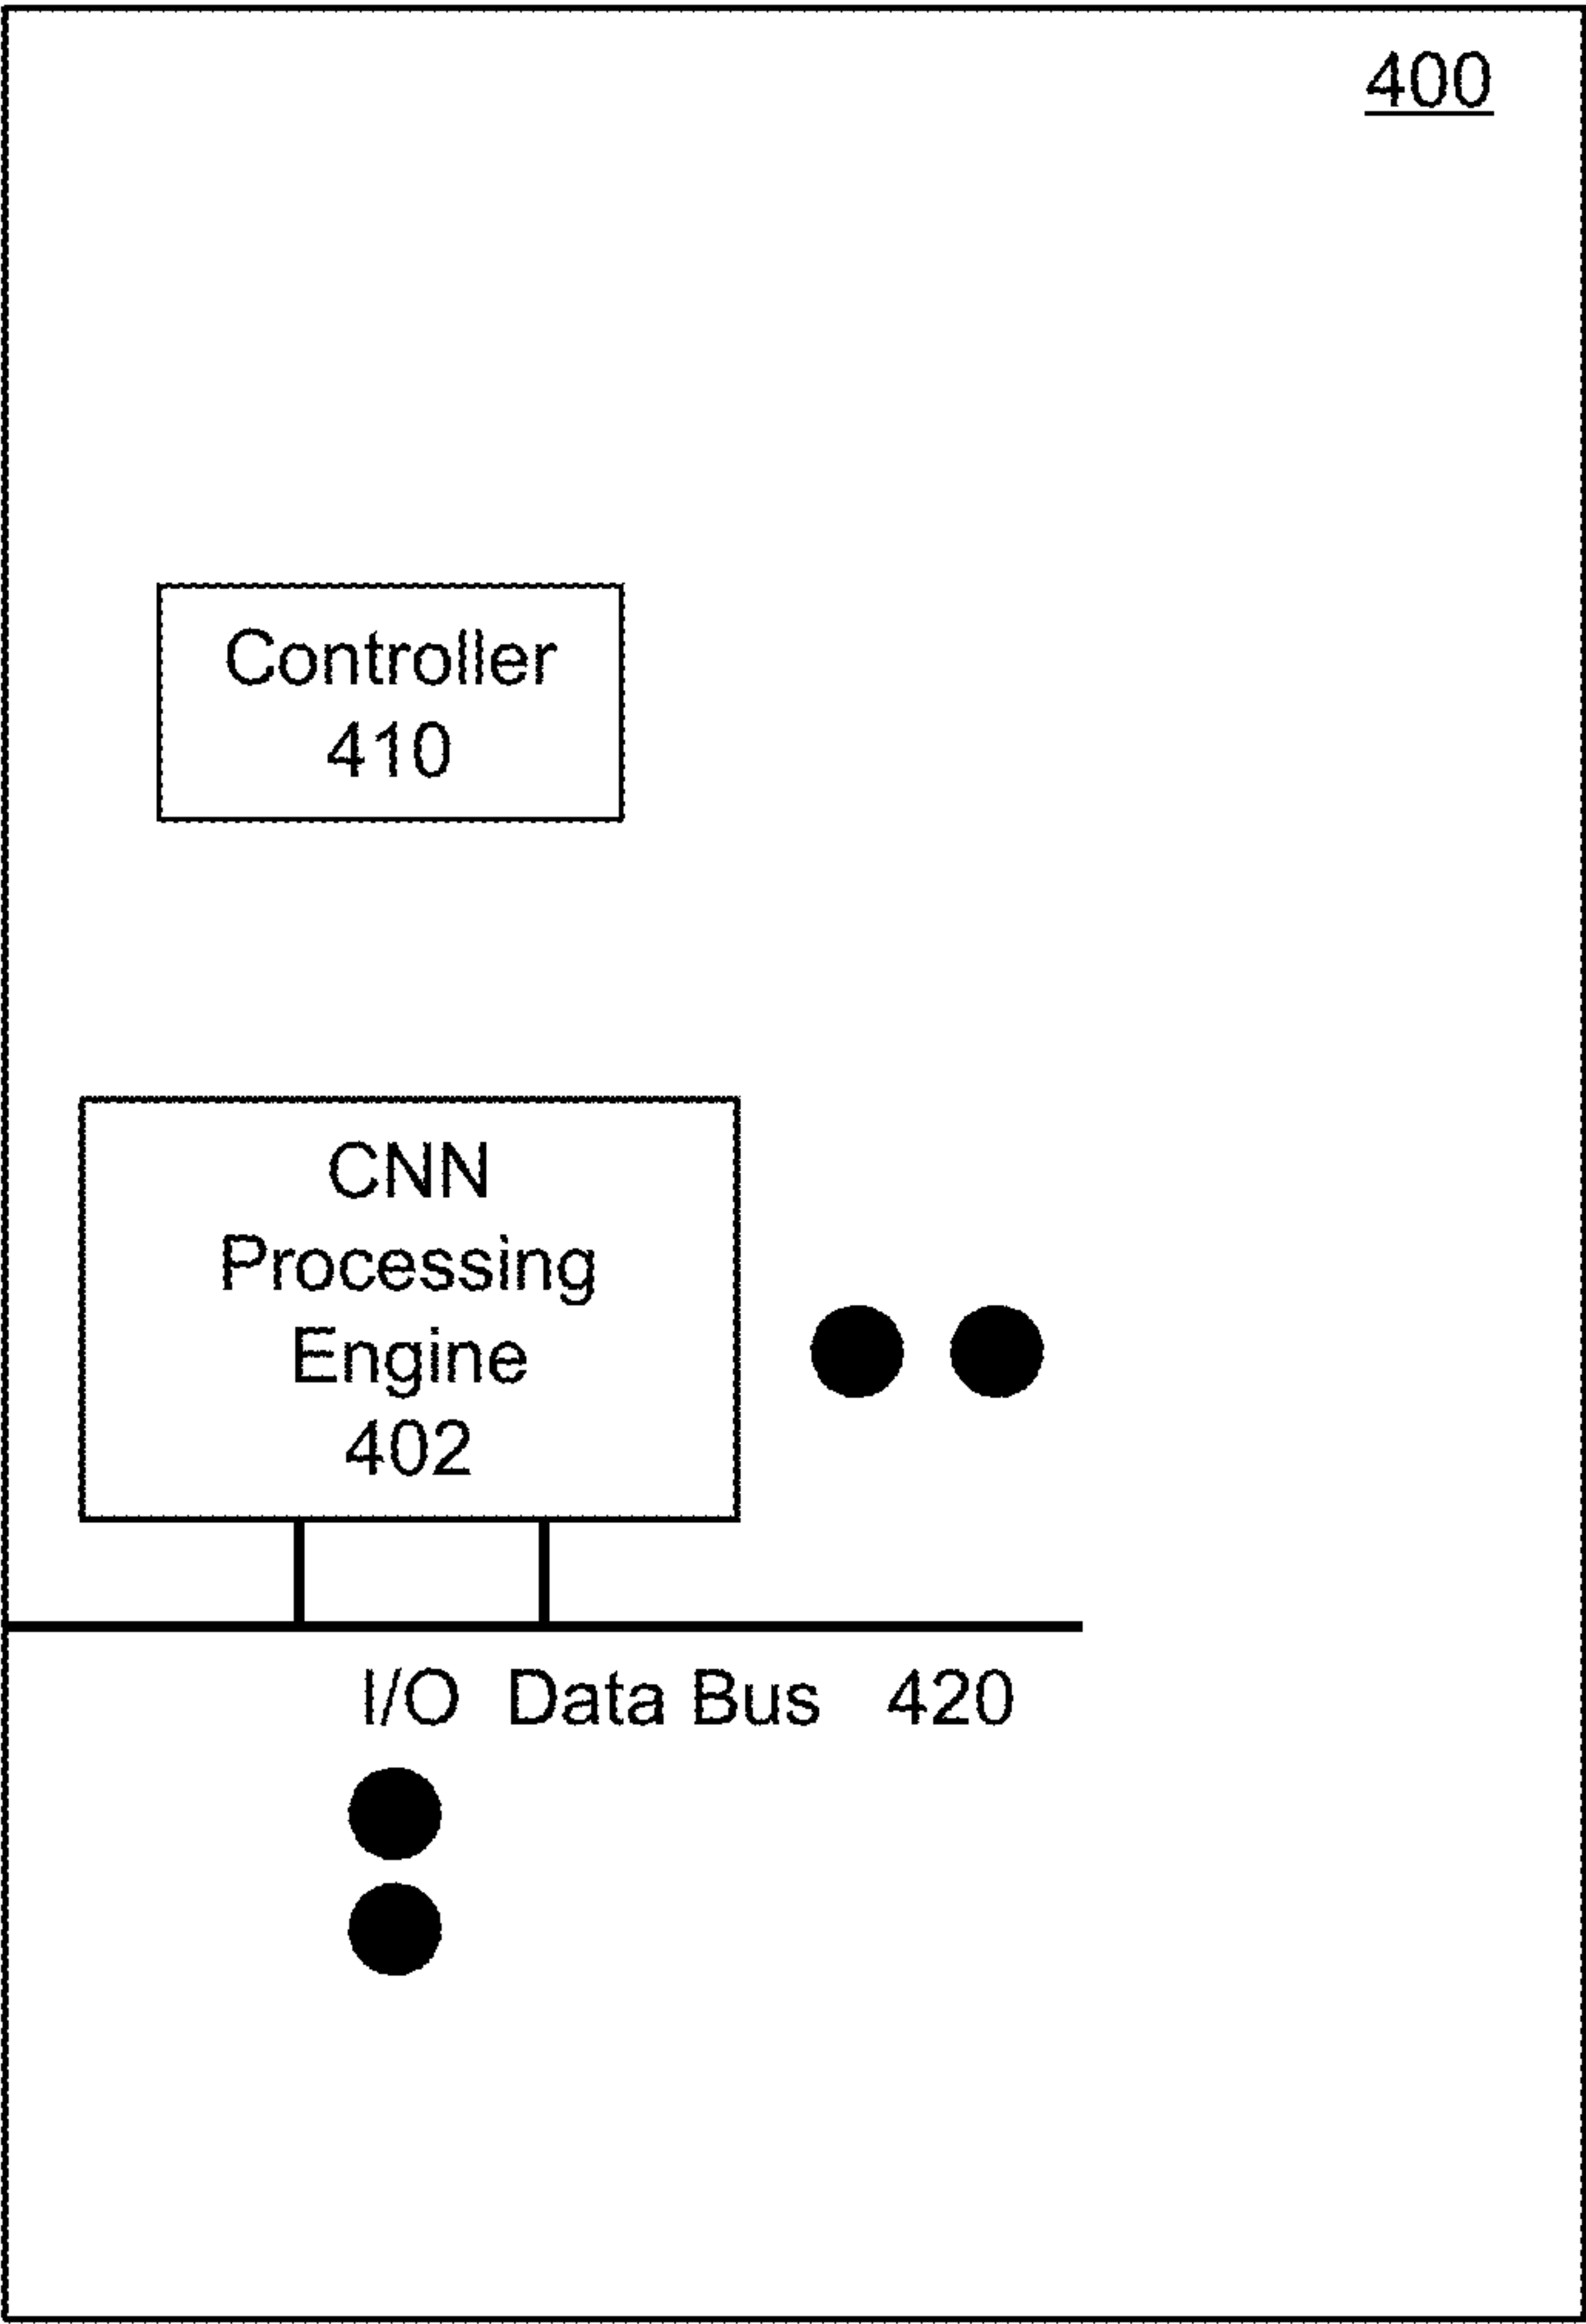 400
Controller
410
CNN
Processing
Engine
402
I/O Data Bus 420